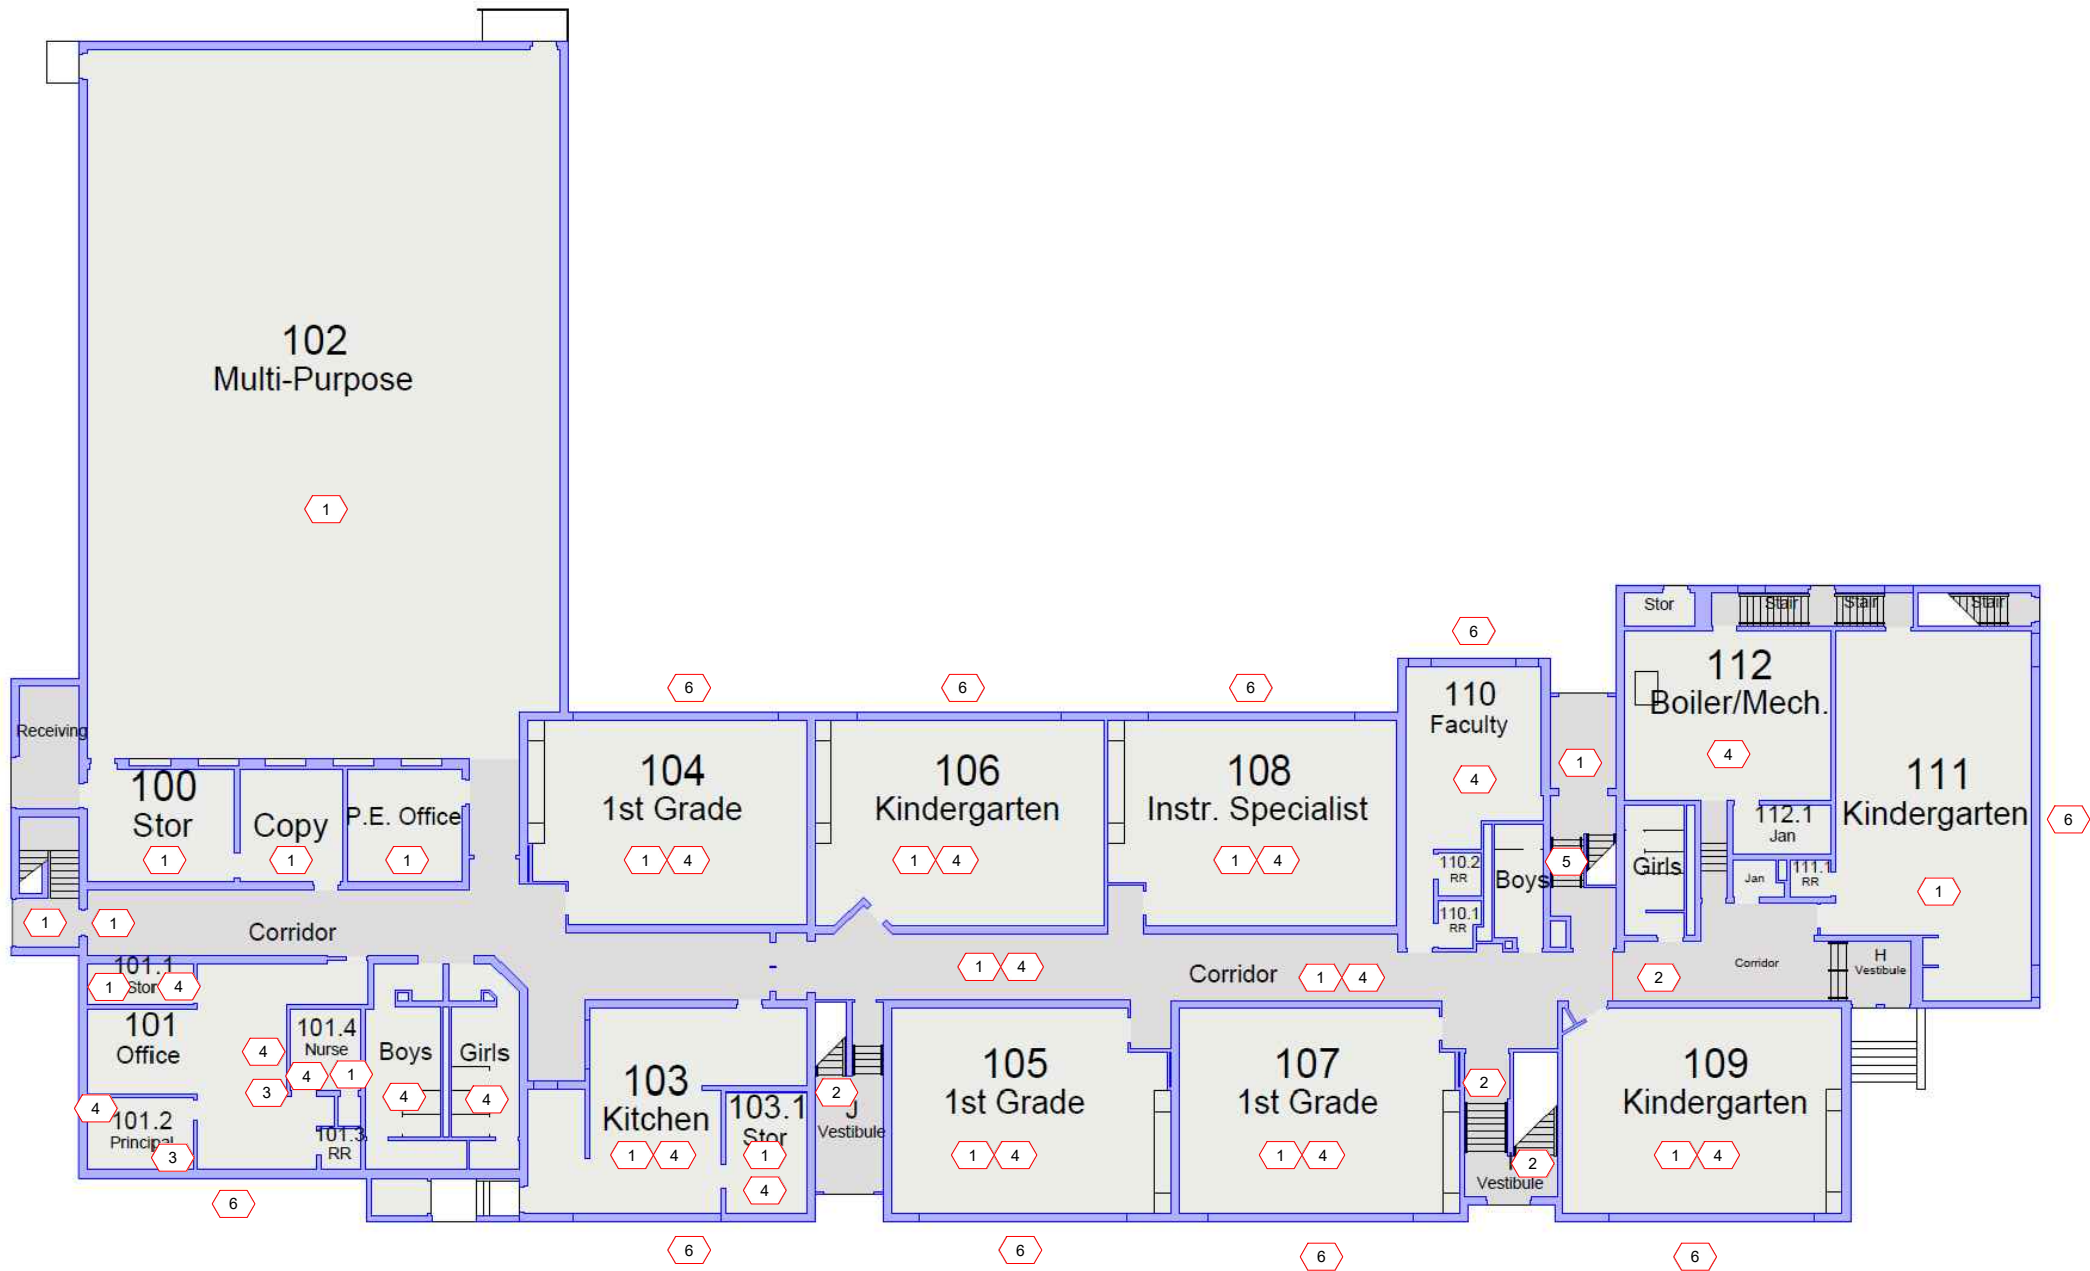 102
Multi-Purpose
1
Receiving
100
Stor
1
Copy
1
P.E. Office
1
6
104
1st Grade
1 4
6
106
Kindergarten
1 4
6
108
Instr. Specialist
1 4
6
110
Faculty
4
110.2
RR
110.1
RR
Boys
1
5
Stor
Stair
Stair
Stair
112
Boiler/Mech.
4
112.1
Jan
Girls
Jan
111.1
RR
111
Kindergarten
1
6
1 1
Corridor
1 4
Corridor
1 4
2
Corridor
H
Vestibule
101.1
Stor
1 4
101
Office
4
3
101.4
Nurse
4 1
4
101.2
Principal
3
101.3
RR
Boys
4
Girls
4
6
103
Kitchen
1 4
103.1
Stor
1
4
6
2
J
Vestibule
105
1st Grade
1 4
6
107
1st Grade
1 4
6
2
2
Vestibule
109
Kindergarten
1 4
6